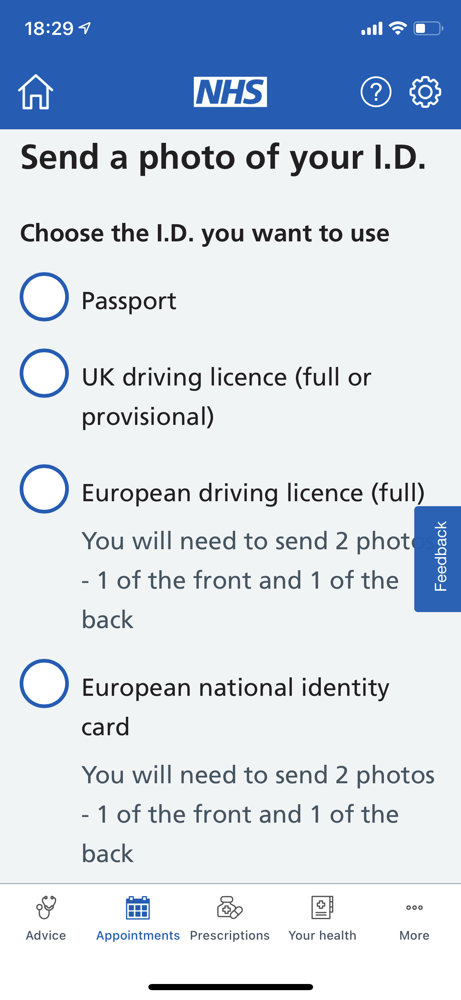 18:29
NHS
?
Send a photo of your I.D.
Choose the I.D. you want to use
Passport
UK driving licence (full or
provisional)
European driving licence (full)
You will need to send 2 photos
- 1 of the front and 1 of the
back
Feedback
European national identity
card
You will need to send 2 photos
- 1 of the front and 1 of the
back
Advice
Appointments
Prescriptions
Your health
More